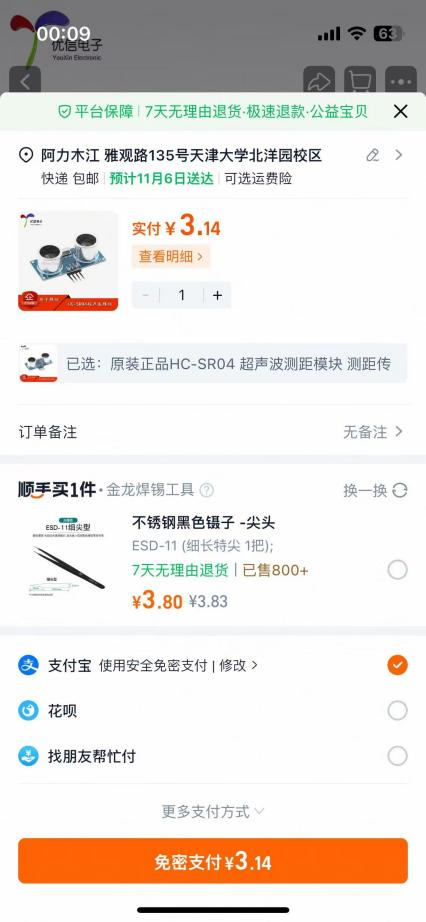 00:09
63
优信电子
YouXin Electronic
平台保障 7天无理由退货·极速退款·公益宝贝
阿力木江 雅观路135号天津大学北洋园校区
快递 包邮 预计11月6日送达 可选运费险
实付 ¥3.14
查看明细 >
- 1 +
已选: 原装正品HC-SR04 超声波测距模块 测距传
订单备注 无备注 >
顺手买1件·金龙焊锡工具 换一换
ESD-11细尖型
不锈钢黑色镊子 -尖头
ESD-11 (细长特尖 1把);
7天无理由退货 | 已售800+
¥3.80 ¥3.83
支付宝 使用安全免密支付 | 修改 >
花呗
找朋友帮忙付
更多支付方式
免密支付 ¥3.14